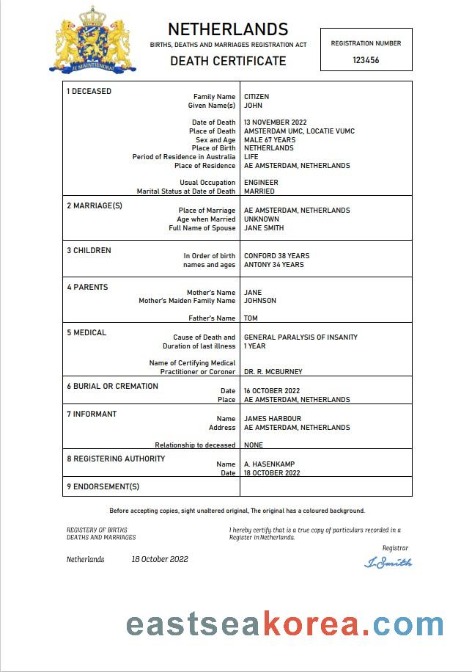 NETHERLANDS
BIRTHS, DEATHS AND MARRIAGES REGISTRATION ACT
DEATH CERTIFICATE
REGISTRATION NUMBER
123456
1 DECEASED
Family Name CITIZEN
Given Name(s) JOHN
Date of Death 13 NOVEMBER 2022
Place of Death AMSTERDAM UMC, LOCATIE VUMC
Sex and Age MALE 67 YEARS
Place of Birth NETHERLANDS
Period of Residence in Australia LIFE
Place of Residence AE AMSTERDAM, NETHERLANDS
Usual Occupation ENGINEER
Marital Status at Date of Death MARRIED
2 MARRIAGE(S)
Place of Marriage AE AMSTERDAM, NETHERLANDS
Age when Married UNKNOWN
Full Name of Spouse JANE SMITH
3 CHILDREN
In Order of birth CONFORD 38 YEARS
names and ages ANTONY 34 YEARS
4 PARENTS
Mother's Name JANE
Mother's Maiden Family Name JOHNSON
Father's Name TOM
5 MEDICAL
Cause of Death and GENERAL PARALYSIS OF INSANITY
Duration of last illness 1 YEAR
Name of Certifying Medical
Practitioner or Coroner DR. R. MCBURNEY
6 BURIAL OR CREMATION
Date 16 OCTOBER 2022
Place AE AMSTERDAM, NETHERLANDS
7 INFORMANT
Name JAMES HARBOUR
Address AE AMSTERDAM, NETHERLANDS
Relationship to deceased NONE
8 REGISTERING AUTHORITY
Name A. HASENKAMP
Date 18 OCTOBER 2022
9 ENDORSEMENT(S)
Before accepting copies, sight unaltered original, The original has a coloured background.
REGISTERY OF BIRTHS
DEATHS AND MARRIAGES
I hereby certify that is a true copy of particulars recorded in a
Register in Netherlands.
Registrar
Netherlands 18 October 2022
J.Smith
eastseakorea.com